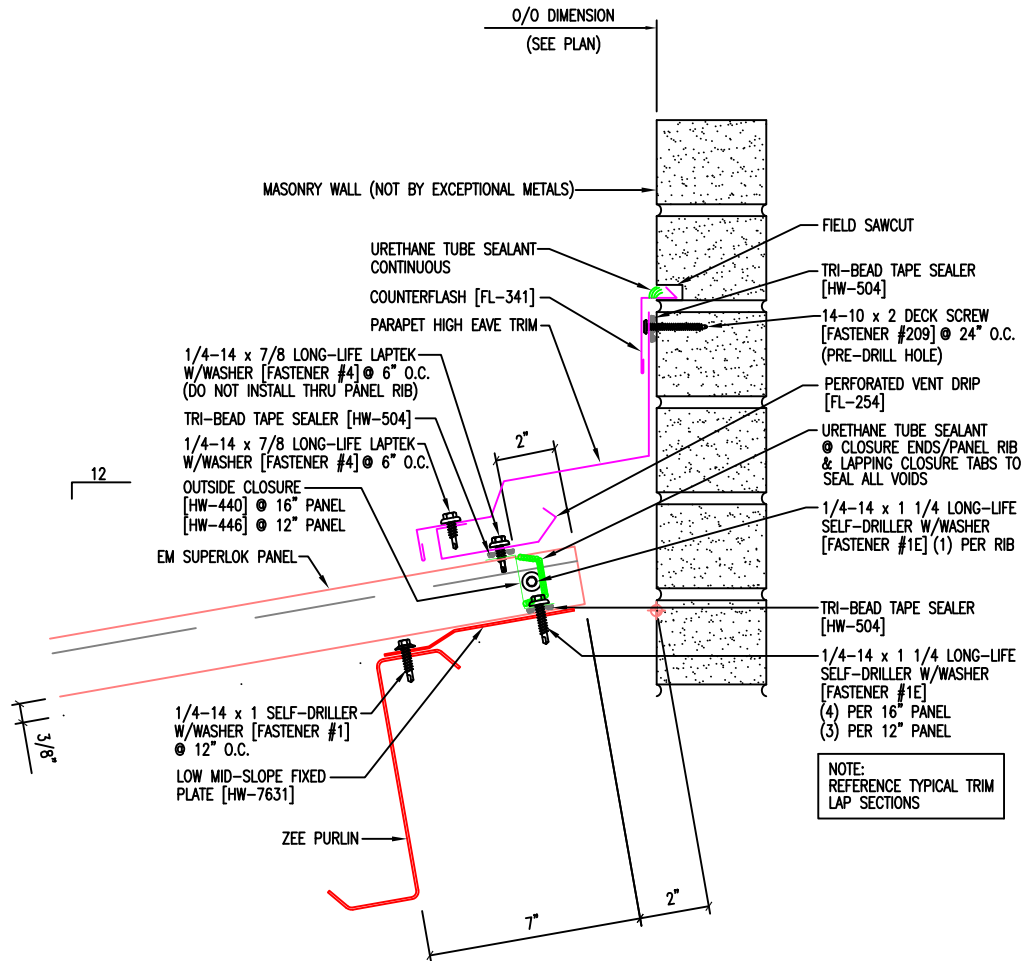 O/O DIMENSION
(SEE PLAN)
MASONRY WALL (NOT BY EXCEPTIONAL METALS)
URETHANE TUBE SEALANT
CONTINUOUS
COUNTERFLASH [FL-341]
PARAPET HIGH EAVE TRIM
1/4-14 x 7/8 LONG-LIFE LAPTEK
W/WASHER [FASTENER #4] @ 6" O.C.
(DO NOT INSTALL THRU PANEL RIB)
TRI-BEAD TAPE SEALER [HW-504]
1/4-14 x 7/8 LONG-LIFE LAPTEK
W/WASHER [FASTENER #4] @ 6" O.C.
OUTSIDE CLOSURE
[HW-440] @ 16" PANEL
[HW-446] @ 12" PANEL
EM SUPERLOK PANEL
12
2"
FIELD SAWCUT
TRI-BEAD TAPE SEALER
[HW-504]
14-10 x 2 DECK SCREW
[FASTENER #209] @ 24" O.C.
(PRE-DRILL HOLE)
PERFORATED VENT DRIP
[FL-254]
URETHANE TUBE SEALANT
@ CLOSURE ENDS/PANEL RIB
& LAPPING CLOSURE TABS TO
SEAL ALL VOIDS
1/4-14 x 1 1/4 LONG-LIFE
SELF-DRILLER W/WASHER
[FASTENER #1E] (1) PER RIB
TRI-BEAD TAPE SEALER
[HW-504]
1/4-14 x 1 1/4 LONG-LIFE
SELF-DRILLER W/WASHER
[FASTENER #1E]
(4) PER 16" PANEL
(3) PER 12" PANEL
NOTE:
REFERENCE TYPICAL TRIM
LAP SECTIONS
3/8"
1/4-14 x 1 SELF-DRILLER
W/WASHER [FASTENER #1]
@ 12" O.C.
LOW MID-SLOPE FIXED
PLATE [HW-7631]
ZEE PURLIN
7"
2"